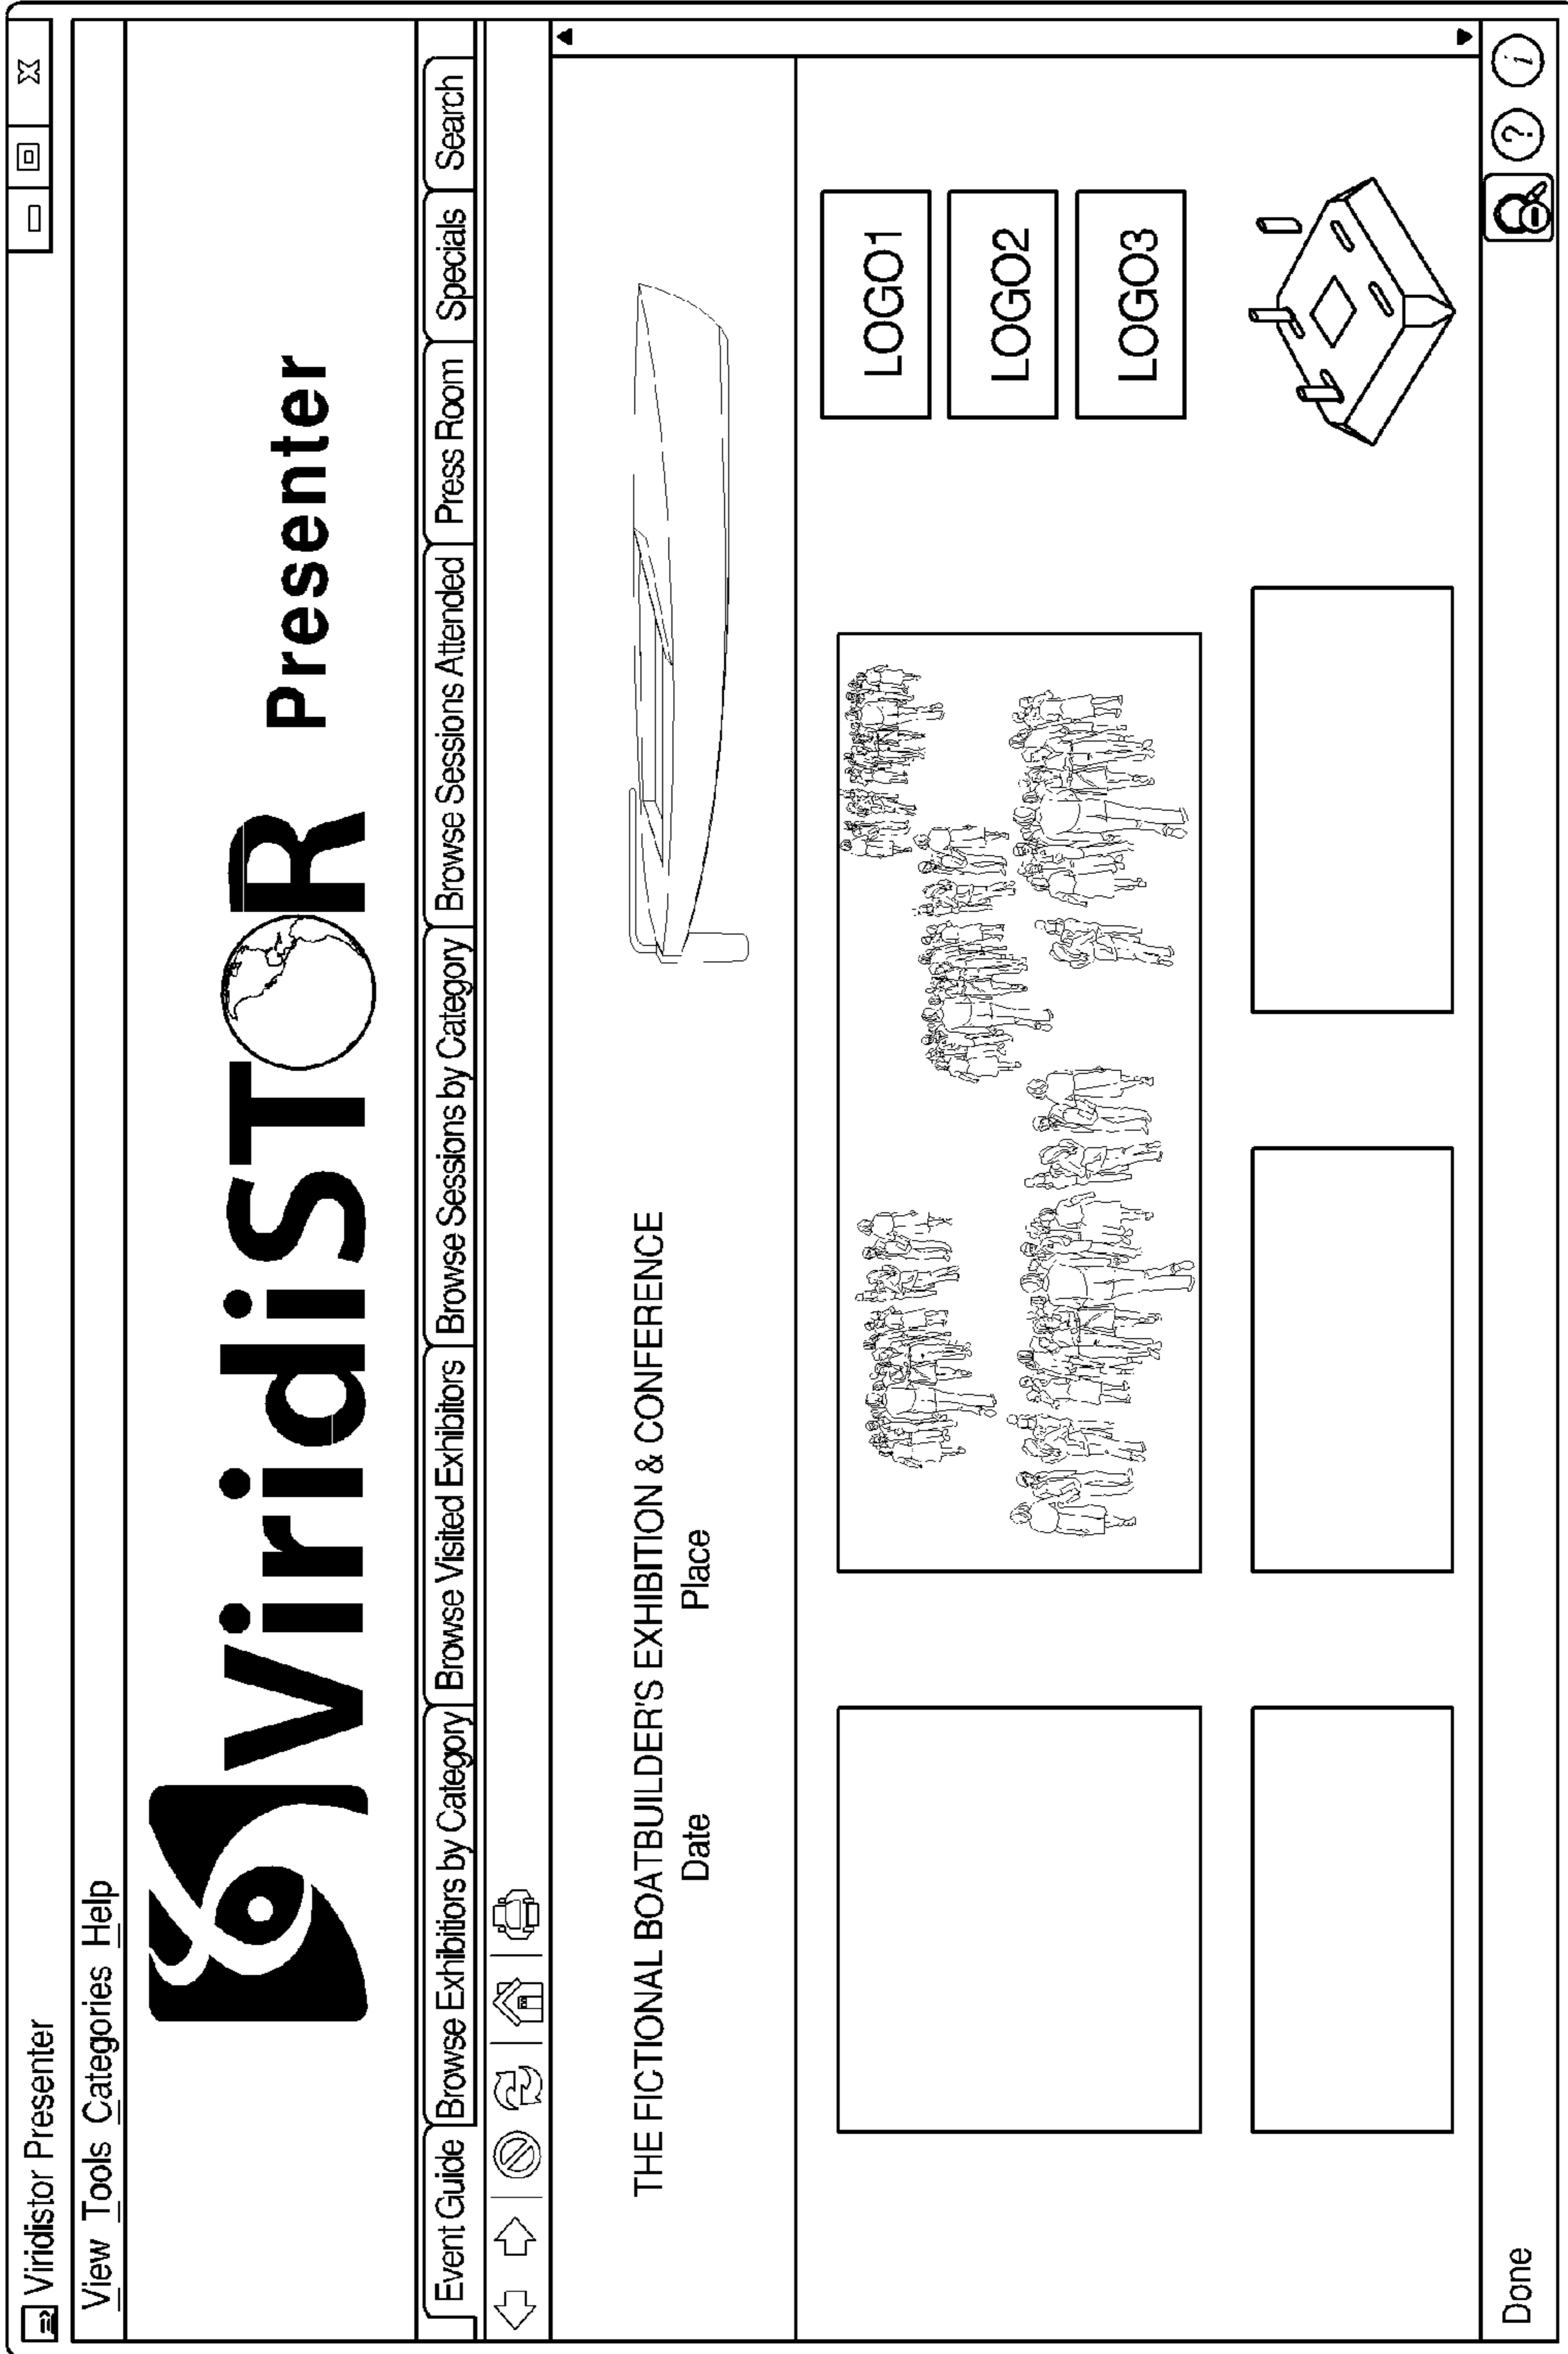 Viridistor Presenter
View Tools Categories Help
ViridiSTOR Presenter
Event Guide Browse Exhibitors by Category Browse Visited Exhibitors Browse Sessions by Category Browse Sessions Attended Press Room Specials Search
THE FICTIONAL BOATBUILDER'S EXHIBITION & CONFERENCE
Date Place
LOGO1
LOGO2
LOGO3
Done ? i